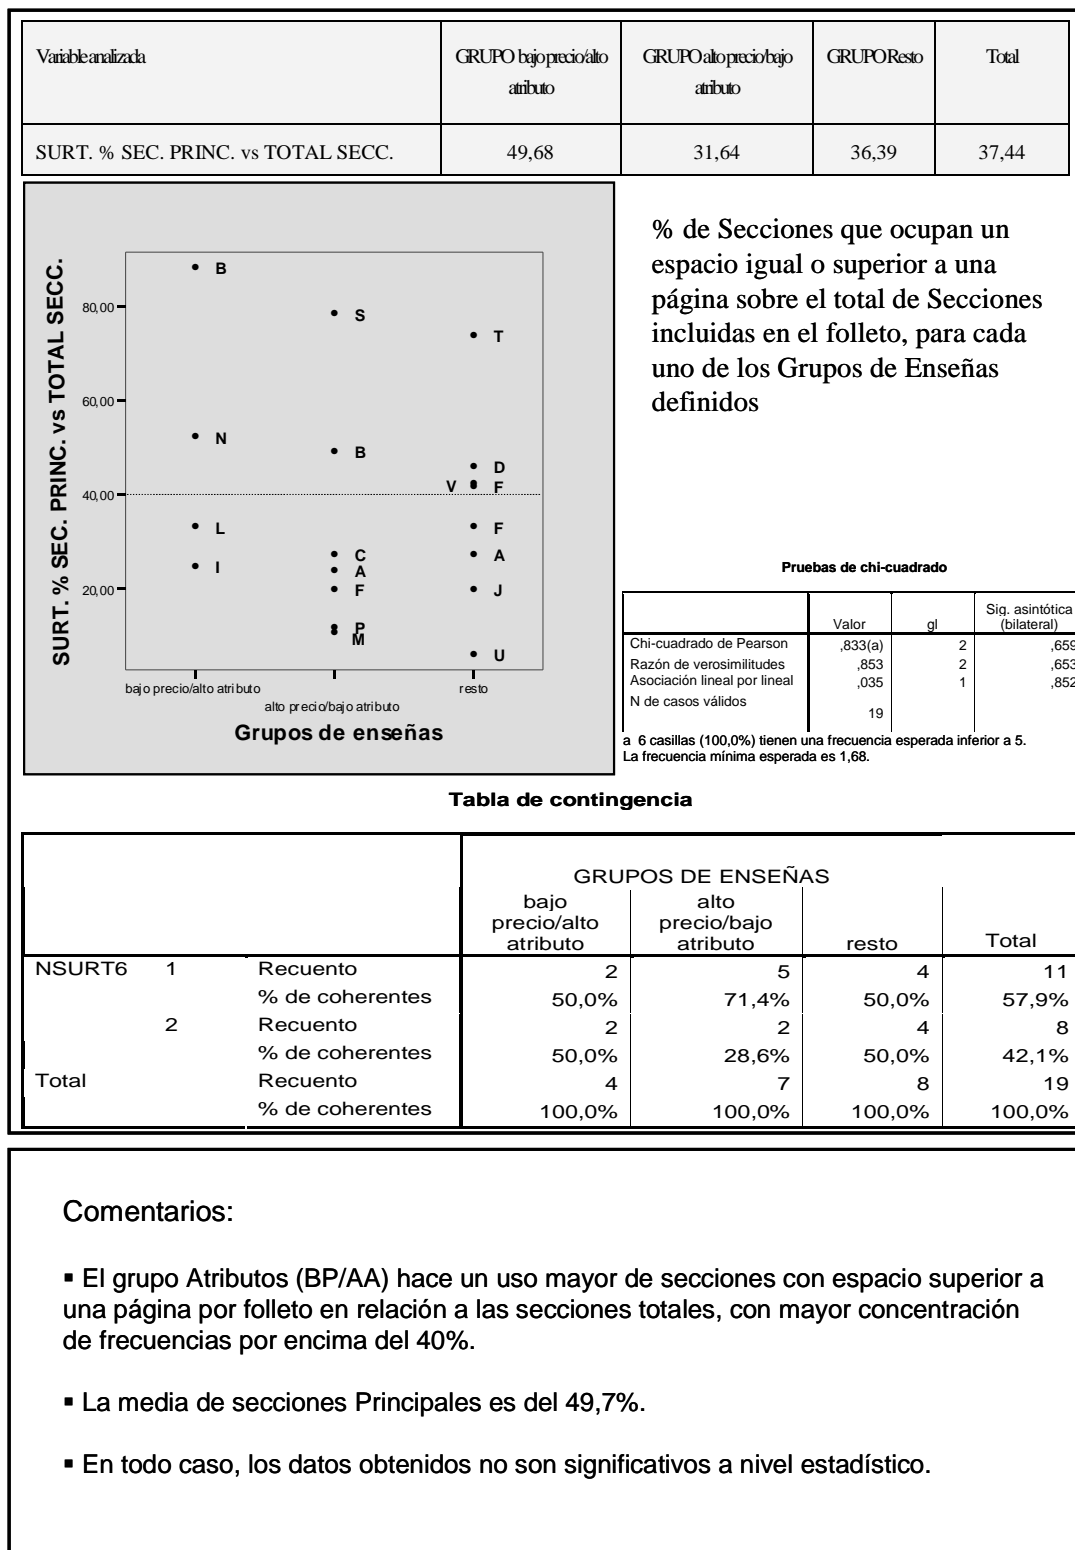 Variable analizada GRUPO bajo precio/alto atributo GRUPO alto precio/bajo atributo GRUPO Resto Total
SURT. % SEC. PRINC. vs TOTAL SECC. 49,68 31,64 36,39 37,44
SURT. % SEC. PRINC. vs TOTAL SECC.
80,00
60,00
40,00
20,00
B
N
L
I
S
B
C
A
F
P
M
T
D
V F
F
A
J
U
bajo precio/alto atributo
alto precio/bajo atributo
resto
Grupos de enseñas
% de Secciones que ocupan un
espacio igual o superior a una
página sobre el total de Secciones
incluidas en el folleto, para cada
uno de los Grupos de Enseñas
definidos
Pruebas de chi-cuadrado
Valor gl Sig. asintótica (bilateral)
Chi-cuadrado de Pearson ,833(a) 2 ,659
Razón de verosimilitudes ,853 2 ,653
Asociación lineal por lineal ,035 1 ,852
N de casos válidos 19
a 6 casillas (100,0%) tienen una frecuencia esperada inferior a 5.
La frecuencia mínima esperada es 1,68.
Tabla de contingencia
GRUPOS DE ENSEÑAS
bajo precio/alto atributo alto precio/bajo atributo resto Total
NSURT6 1 Recuento 2 5 4 11
% de coherentes 50,0% 71,4% 50,0% 57,9%
2 Recuento 2 2 4 8
% de coherentes 50,0% 28,6% 50,0% 42,1%
Total Recuento 4 7 8 19
% de coherentes 100,0% 100,0% 100,0% 100,0%
Comentarios:
▪ El grupo Atributos (BP/AA) hace un uso mayor de secciones con espacio superior a
una página por folleto en relación a las secciones totales, con mayor concentración
de frecuencias por encima del 40%.
▪ La media de secciones Principales es del 49,7%.
▪ En todo caso, los datos obtenidos no son significativos a nivel estadístico.